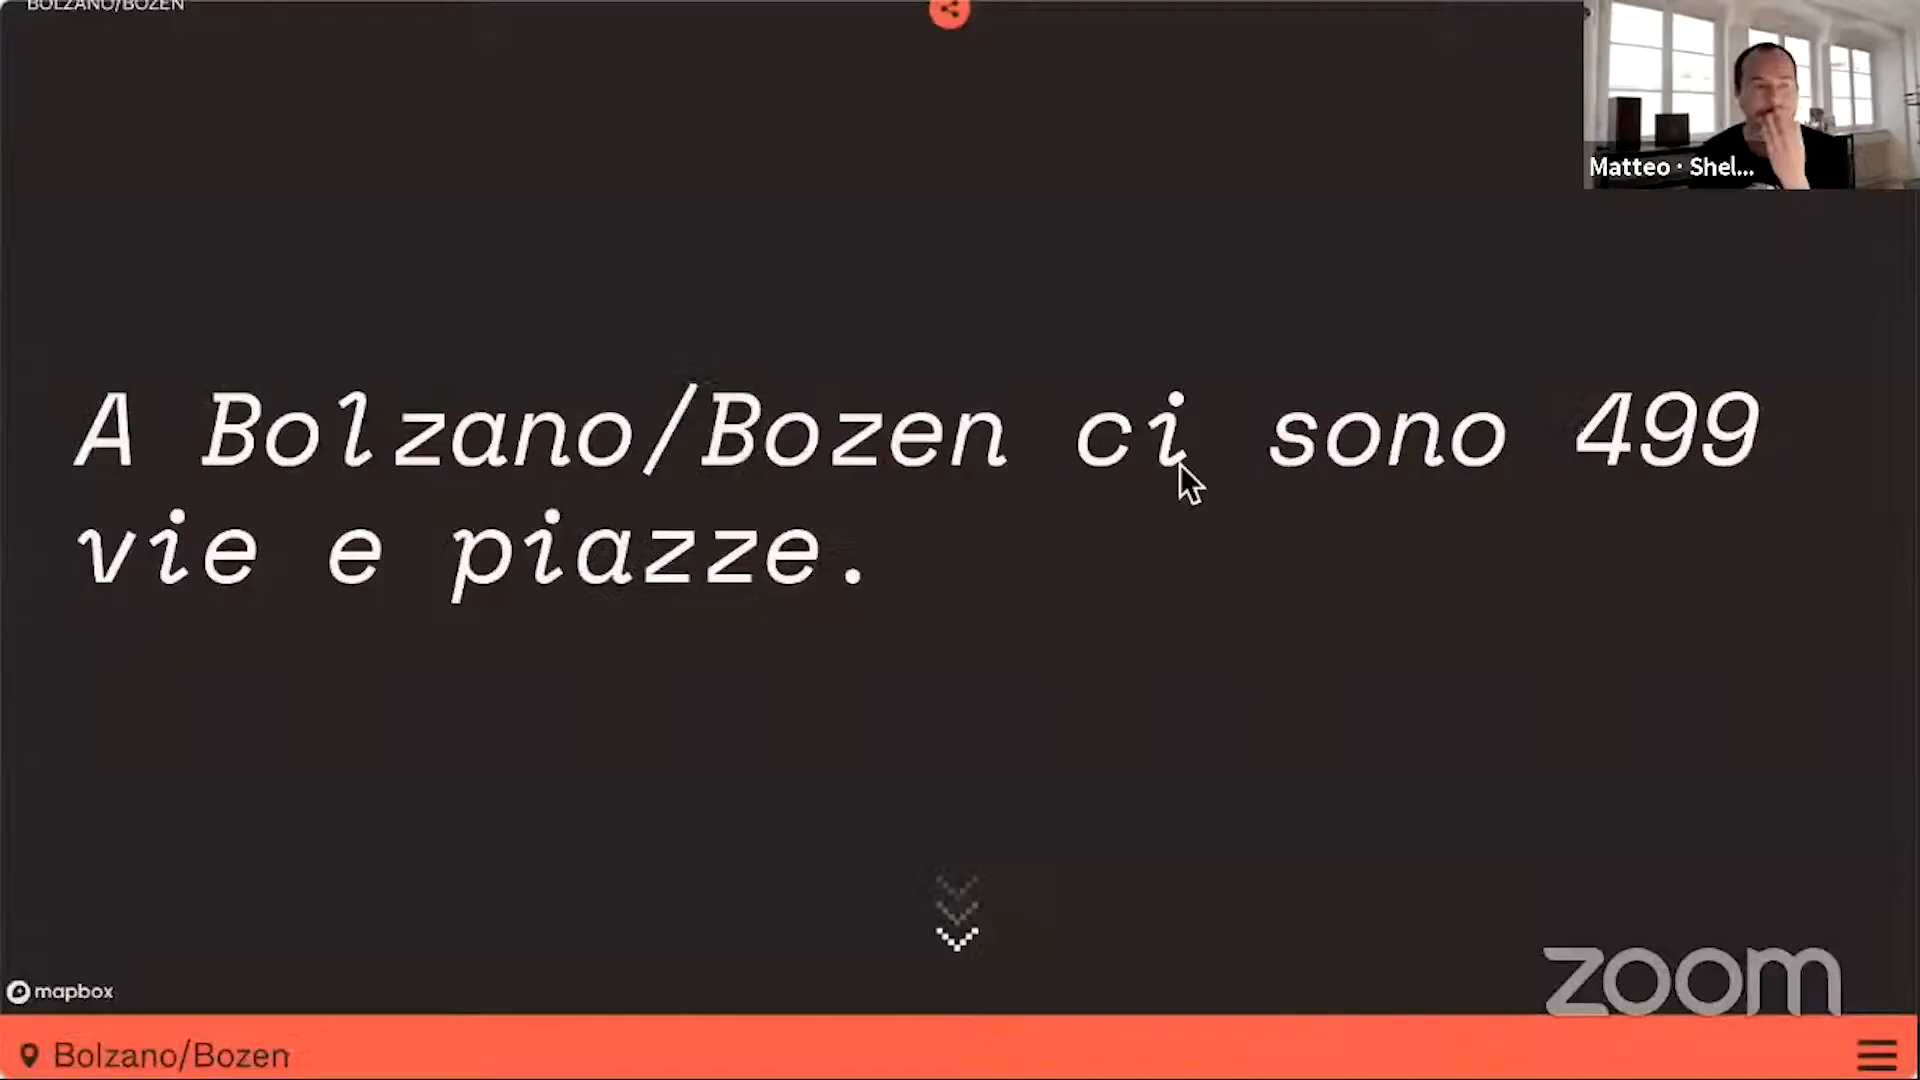 BOLZANO/BOZEN
Matteo · Shel...
A Bolzano/Bozen ci sono 499
vie e piazze.
mapbox
zoom
Bolzano/Bozen